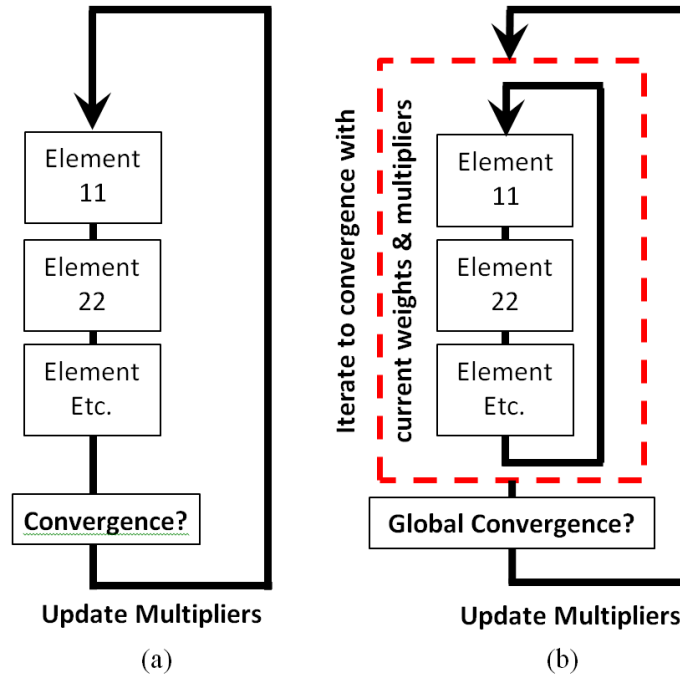 Element
11
Element
22
Element
Etc.
Convergence?
Update Multipliers
(a)
Iterate to convergence with
current weights & multipliers
Element
11
Element
22
Element
Etc.
Global Convergence?
Update Multipliers
(b)